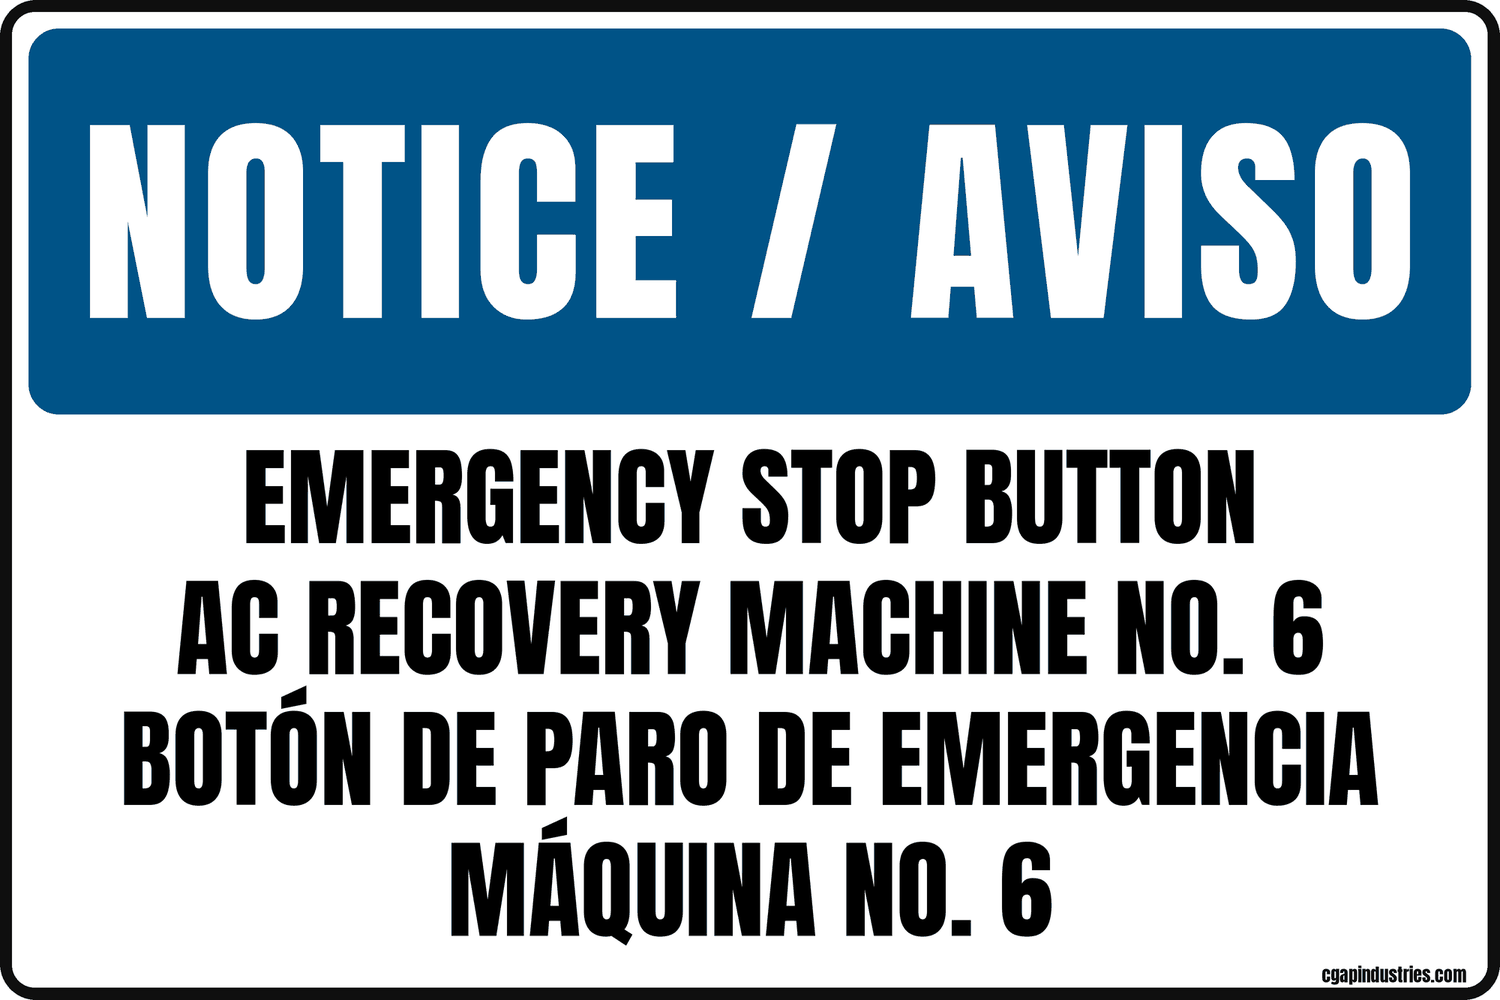 NOTICE / AVISO
EMERGENCY STOP BUTTON
AC RECOVERY MACHINE NO. 6
BOTÓN DE PARO DE EMERGENCIA
MÁQUINA NO. 6
cgapindustries.com